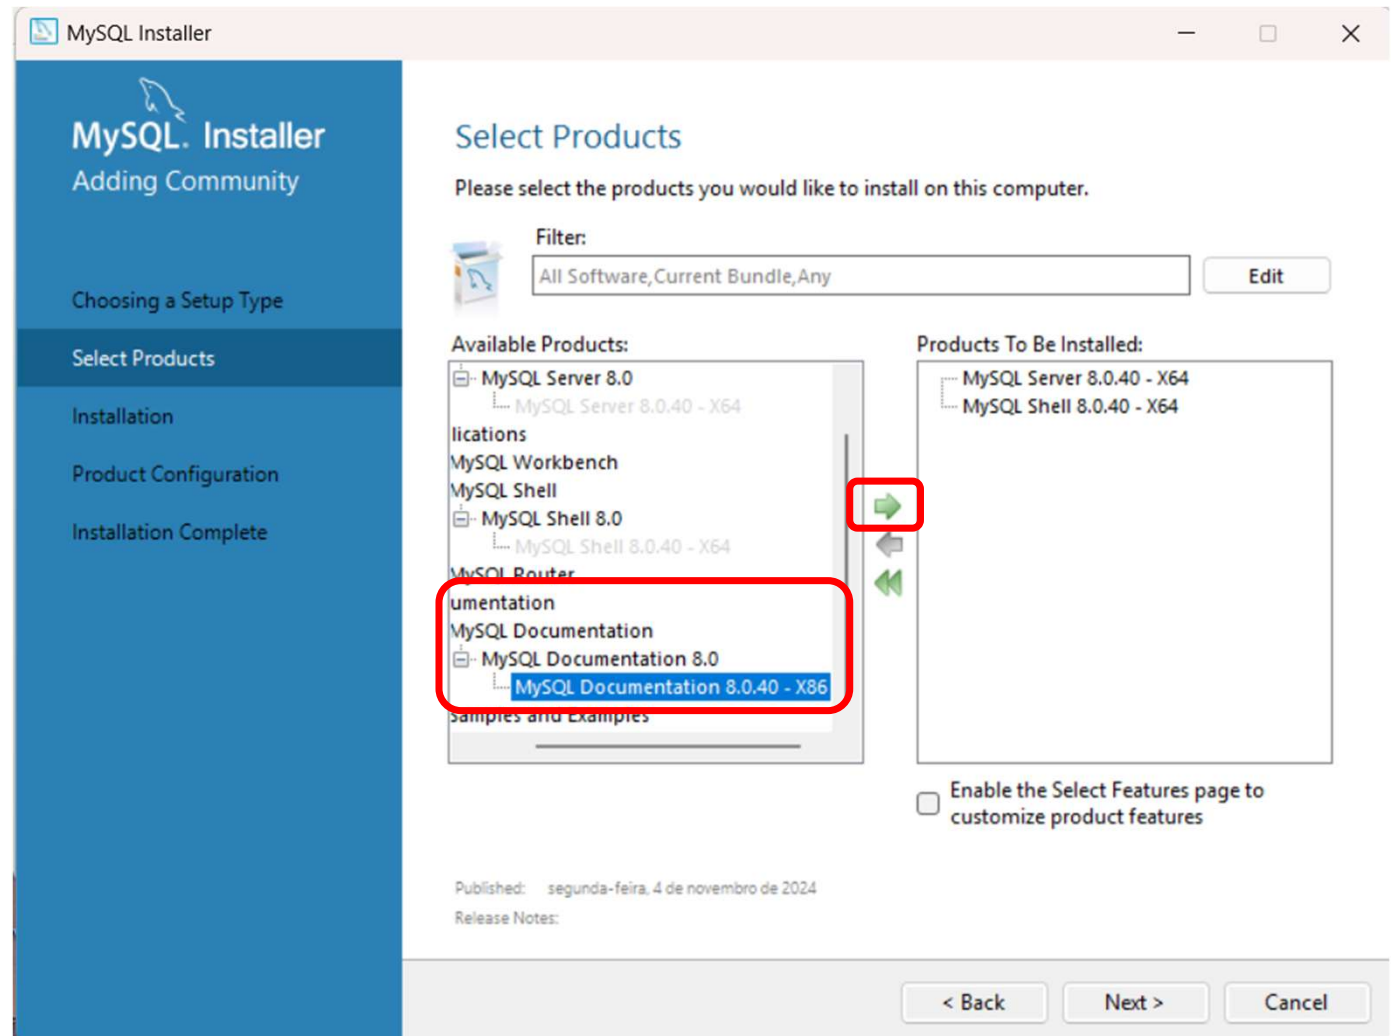 MySQL Installer
MySQL. Installer
Adding Community
Choosing a Setup Type
Select Products
Installation
Product Configuration
Installation Complete
Select Products
Please select the products you would like to install on this computer.
Filter:
All Software,Current Bundle,Any
Edit
Available Products:
MySQL Server 8.0
MySQL Server 8.0.40 - X64
lications
MySQL Workbench
MySQL Shell
MySQL Shell 8.0
MySQL Shell 8.0.40 - X64
MySQL Router
umentation
MySQL Documentation
MySQL Documentation 8.0
MySQL Documentation 8.0.40 - X86
Samples and Examples
Products To Be Installed:
MySQL Server 8.0.40 - X64
MySQL Shell 8.0.40 - X64
Enable the Select Features page to
customize product features
Published: segunda-feira, 4 de novembro de 2024
Release Notes:
< Back
Next >
Cancel